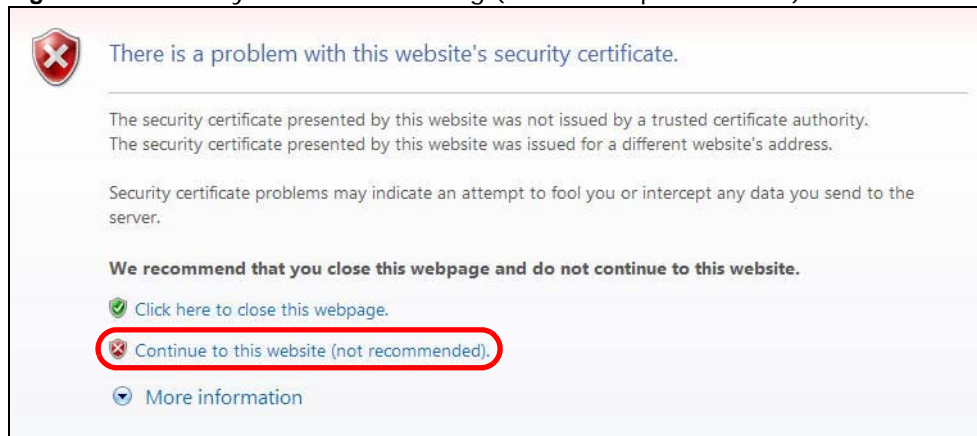 There is a problem with this website's security certificate.
The security certificate presented by this website was not issued by a trusted certificate authority.
The security certificate presented by this website was issued for a different website's address.
Security certificate problems may indicate an attempt to fool you or intercept any data you send to the
server.
We recommend that you close this webpage and do not continue to this website.
Click here to close this webpage.
Continue to this website (not recommended).
More information